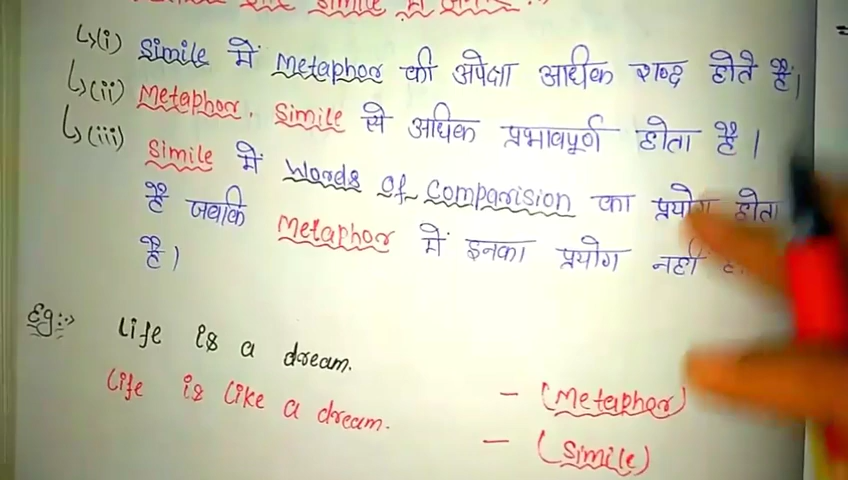 (i) Simile में Metaphor की अपेक्षा अधिक शब्द होते हैं।
(ii) Metaphor, Simile से अधिक प्रभावपूर्ण होता है।
(iii) Simile में Words of Comparision का प्रयोग होता
है जबकि Metaphor में इनका प्रयोग नहीं
है।
Eg:->
Life is a dream. - (Metaphor)
Life is like a dream. - (Simile)